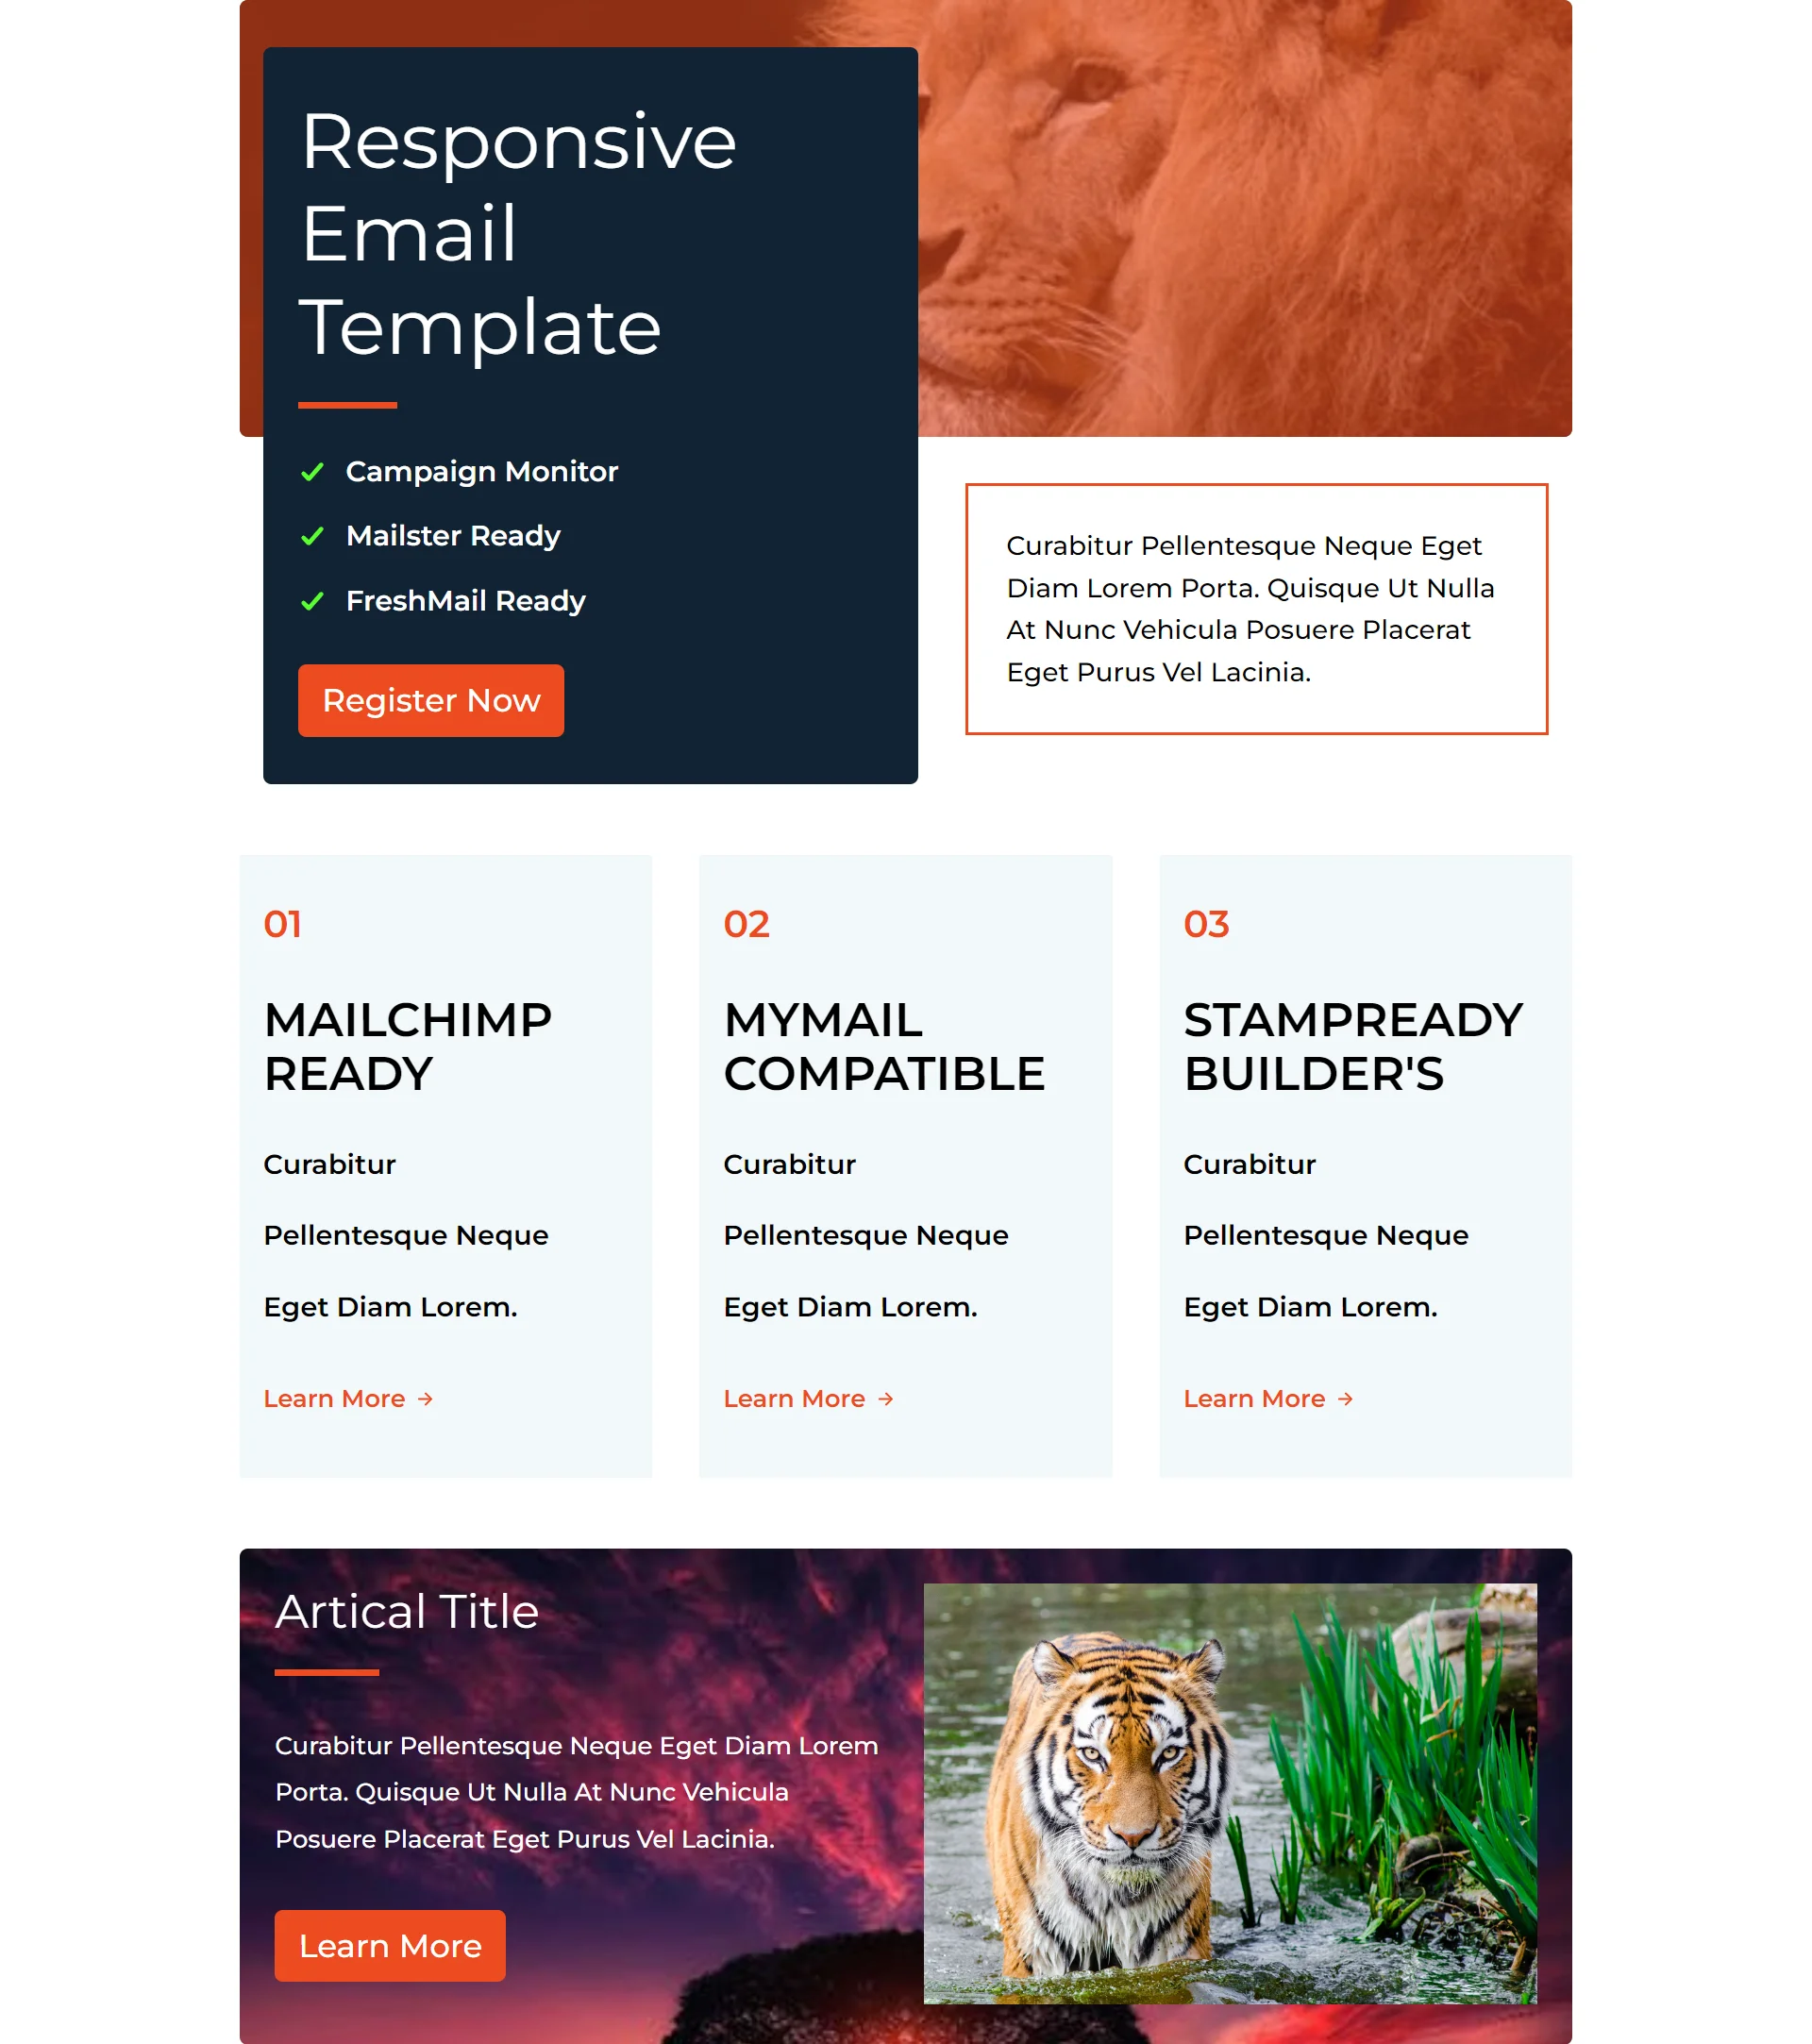 Responsive
Email
Template
Campaign Monitor
Mailster Ready
FreshMail Ready
Register Now
Curabitur Pellentesque Neque Eget
Diam Lorem Porta. Quisque Ut Nulla
At Nunc Vehicula Posuere Placerat
Eget Purus Vel Lacinia.
01
MAILCHIMP
READY
Curabitur
Pellentesque Neque
Eget Diam Lorem.
Learn More →
02
MYMAIL
COMPATIBLE
Curabitur
Pellentesque Neque
Eget Diam Lorem.
Learn More →
03
STAMPREADY
BUILDER'S
Curabitur
Pellentesque Neque
Eget Diam Lorem.
Learn More →
Artical Title
Curabitur Pellentesque Neque Eget Diam Lorem
Porta. Quisque Ut Nulla At Nunc Vehicula
Posuere Placerat Eget Purus Vel Lacinia.
Learn More